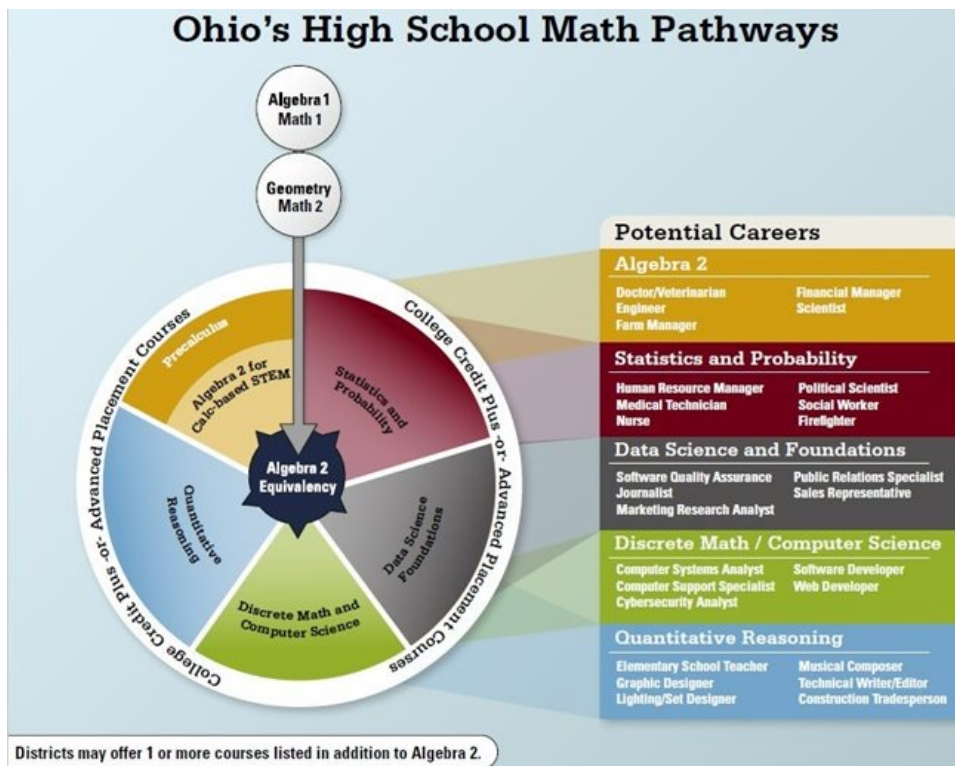 Ohio's High School Math Pathways
Algebra 1
Math 1
Geometry
Math 2
College Credit Plus -or- Advanced Placement Courses
College Credit Plus -or- Advanced Placement Courses
Precalculus
Algebra 2 for
Calc-based STEM
Statistics and
Probability
Algebra 2
Equivalency
Quantitative
Reasoning
Data Science
Foundations
Discrete Math and
Computer Science
Potential Careers
Algebra 2
Doctor/Veterinarian
Engineer
Farm Manager
Financial Manager
Scientist
Statistics and Probability
Human Resource Manager
Medical Technician
Nurse
Political Scientist
Social Worker
Firefighter
Data Science and Foundations
Software Quality Assurance
Journalist
Marketing Research Analyst
Public Relations Specialist
Sales Representative
Discrete Math / Computer Science
Computer Systems Analyst
Computer Support Specialist
Cybersecurity Analyst
Software Developer
Web Developer
Quantitative Reasoning
Elementary School Teacher
Graphic Designer
Lighting/Set Designer
Musical Composer
Technical Writer/Editor
Construction Tradesperson
Districts may offer 1 or more courses listed in addition to Algebra 2.